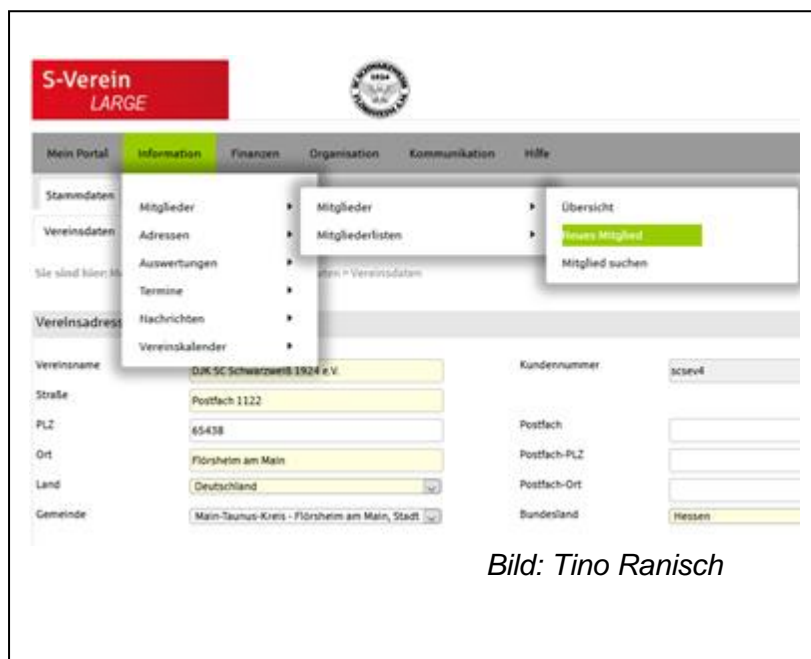 S-Verein
LARGE
Mein Portal Information Finanzen Organisation Kommunikation Hilfe
Stammdaten
Vereinsdaten
Mitglieder
Adressen
Auswertungen
Termine
Nachrichten
Vereinskalender
Mitglieder
Mitgliederlisten
Übersicht
Neues Mitglied
Mitglied suchen
Sie sind hier: » Vereinsdaten
Vereinsadress
Vereinsname DJK SC Schwarzweiß 1924 e.V. Kundennummer scsev4
Straße Postfach 1122
PLZ 65438 Postfach
Ort Flörsheim am Main Postfach-PLZ
Land Deutschland Postfach-Ort
Gemeinde Main-Taunus-Kreis - Flörsheim am Main, Stadt Bundesland Hessen
Bild: Tino Ranisch